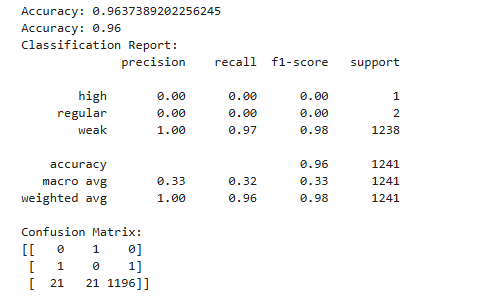 Accuracy: 0.9637389202256245
Accuracy: 0.96
Classification Report:
precision recall f1-score support
high 0.00 0.00 0.00 1
regular 0.00 0.00 0.00 2
weak 1.00 0.97 0.98 1238
accuracy 0.96 1241
macro avg 0.33 0.32 0.33 1241
weighted avg 1.00 0.96 0.98 1241
Confusion Matrix:
[[ 0 1 0]
[ 1 0 1]
[ 21 21 1196]]